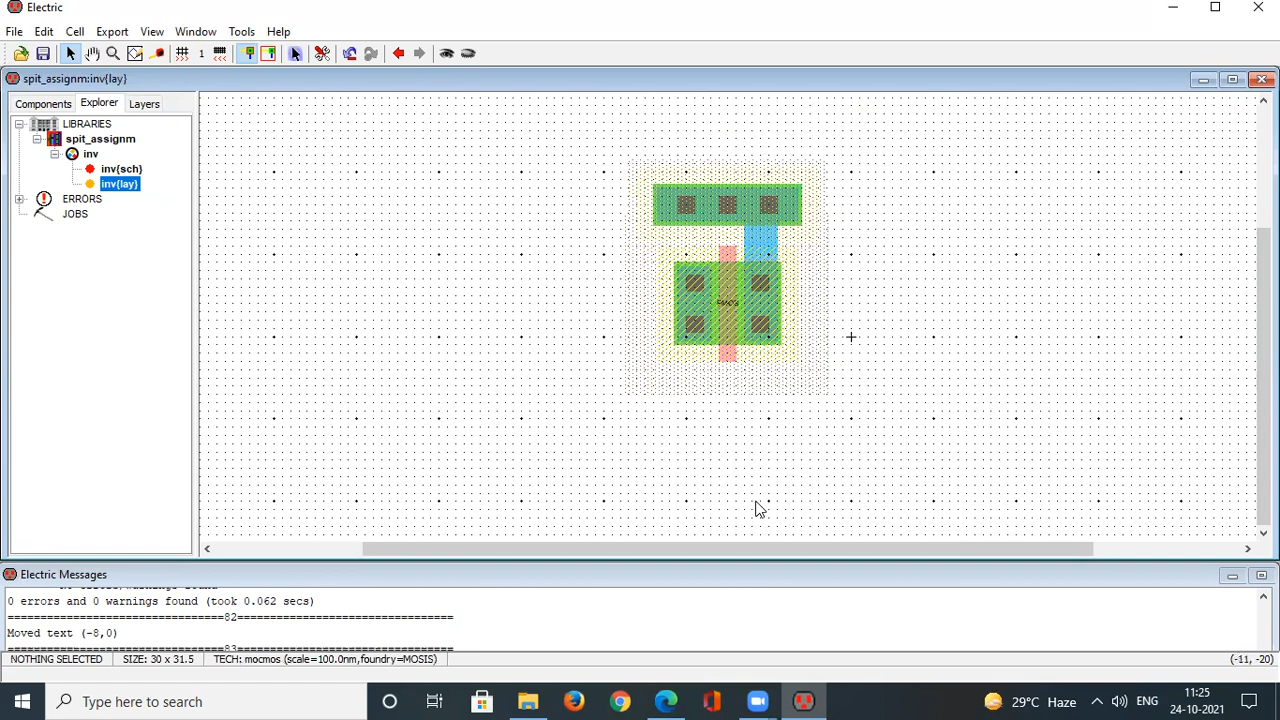 Electric
File Edit Cell Export View Window Tools Help
1
spit_assignm:inv{lay}
Components Explorer Layers
LIBRARIES
spit_assignm
inv
inv{sch}
inv{lay}
ERRORS
JOBS
Electric Messages
0 errors and 0 warnings found (took 0.062 secs)
================================82==================================
Moved text (-8,0)
================================83==================================
NOTHING SELECTED SIZE: 30 x 31.5 TECH: mocmos (scale=100.0nm,foundry=MOSIS) (-11, -20)
Type here to search 29°C Haze ENG 11:25
24-10-2021